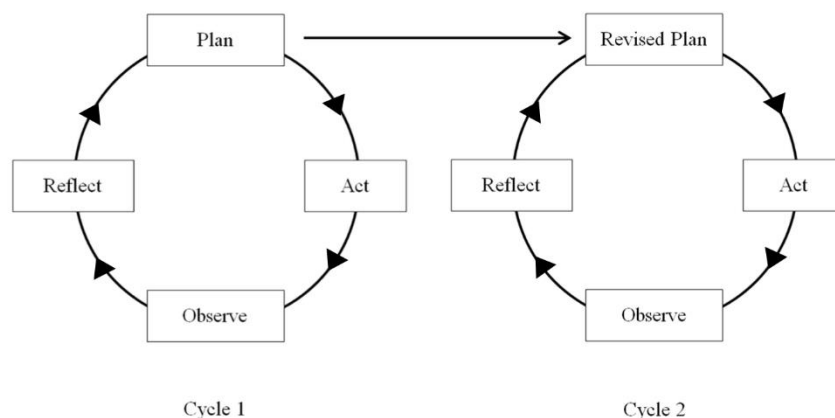 Plan
Revised Plan
Reflect
Act
Reflect
Act
Observe
Observe
Cycle 1
Cycle 2